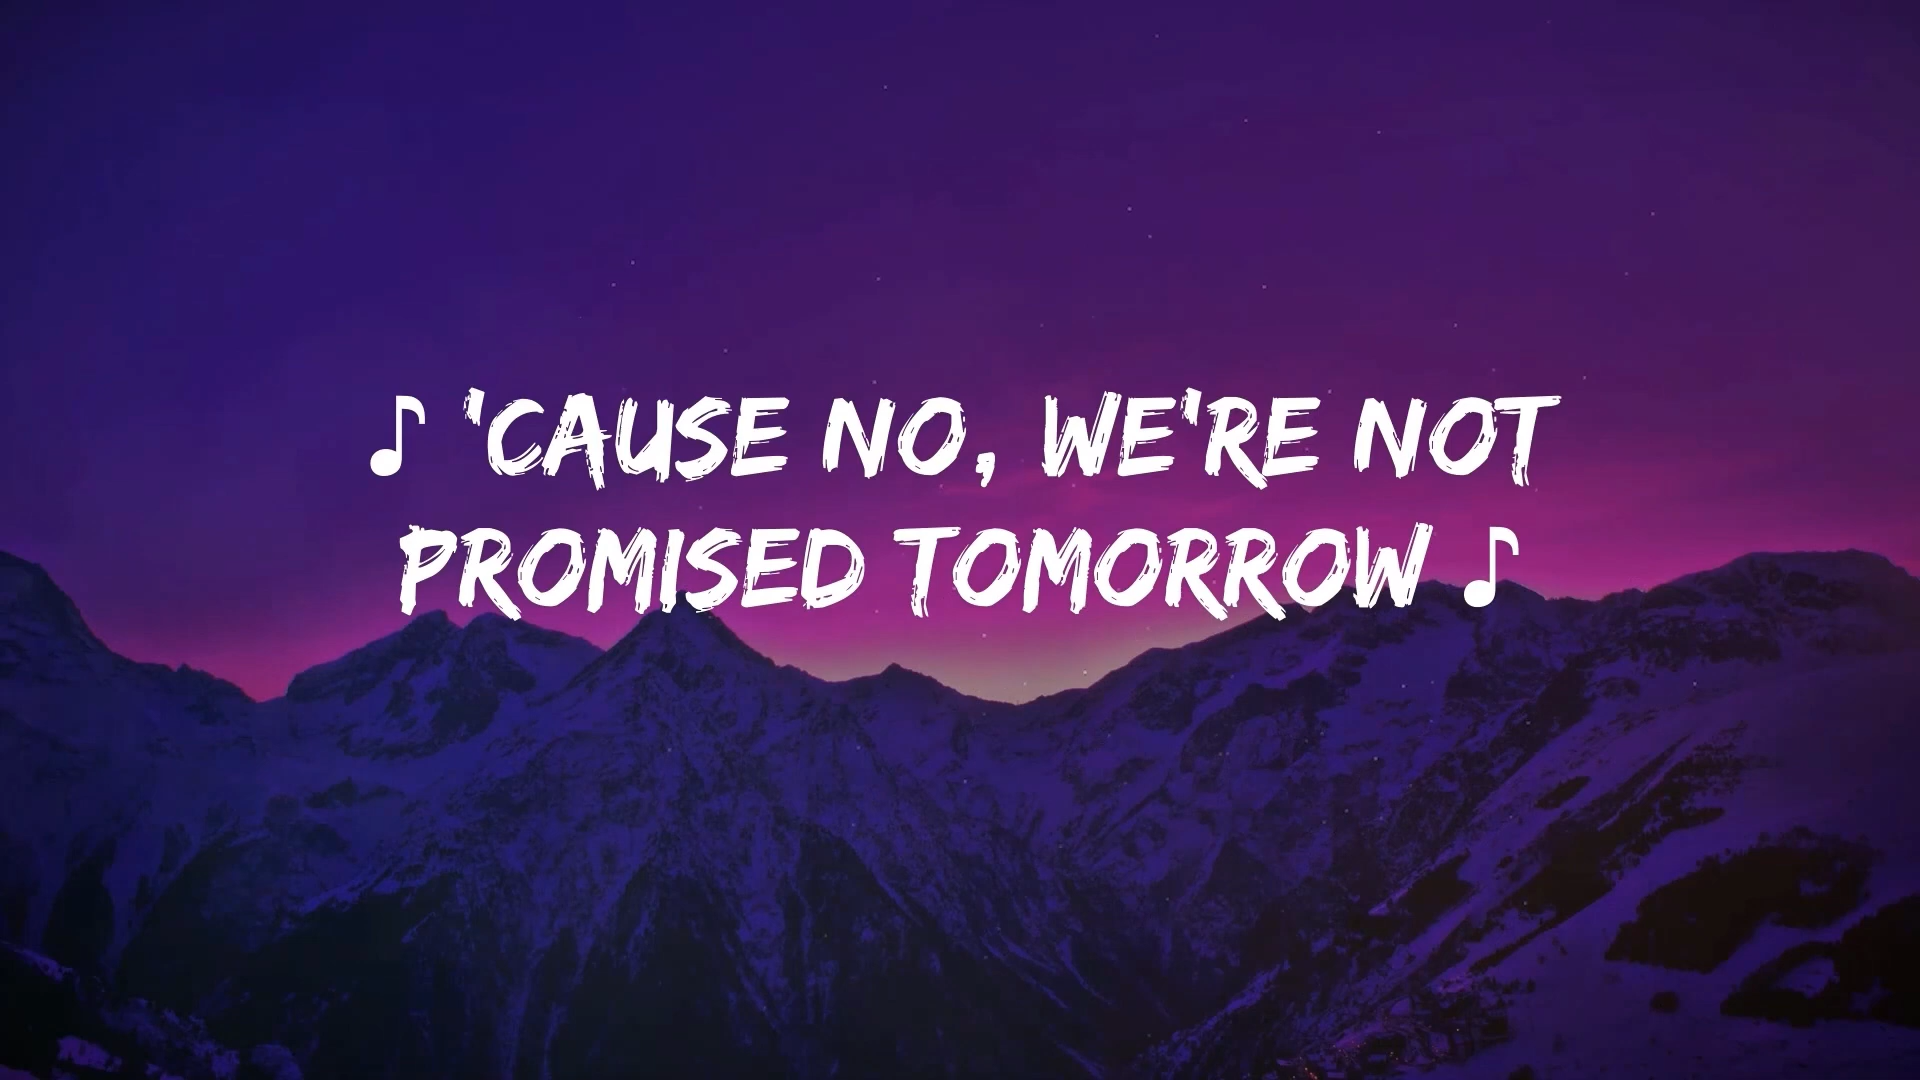 ♪ 'CAUSE NO, WE'RE NOT
PROMISED TOMORROW ♪